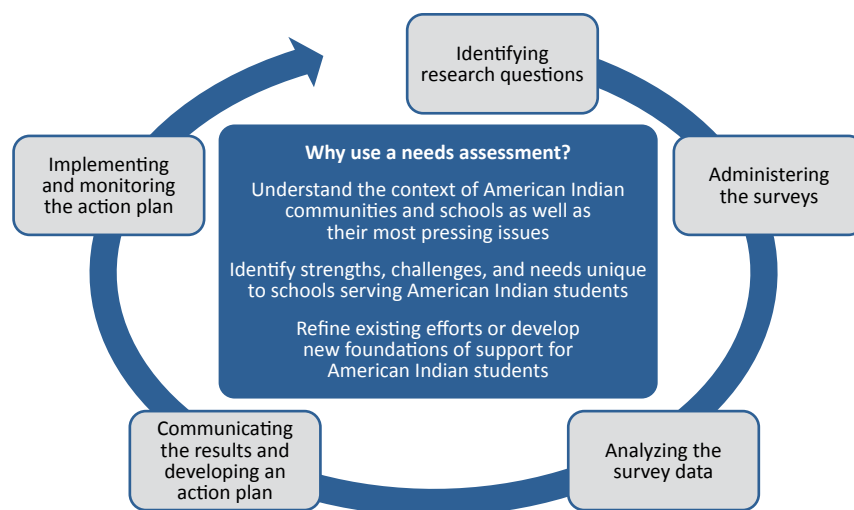 Identifying
research questions
Administering
the surveys
Analyzing the
survey data
Communicating
the results and
developing an
action plan
Implementing
and monitoring
the action plan
Why use a needs assessment?
Understand the context of American Indian
communities and schools as well as
their most pressing issues
Identify strengths, challenges, and needs unique
to schools serving American Indian students
Refine existing efforts or develop
new foundations of support for
American Indian students